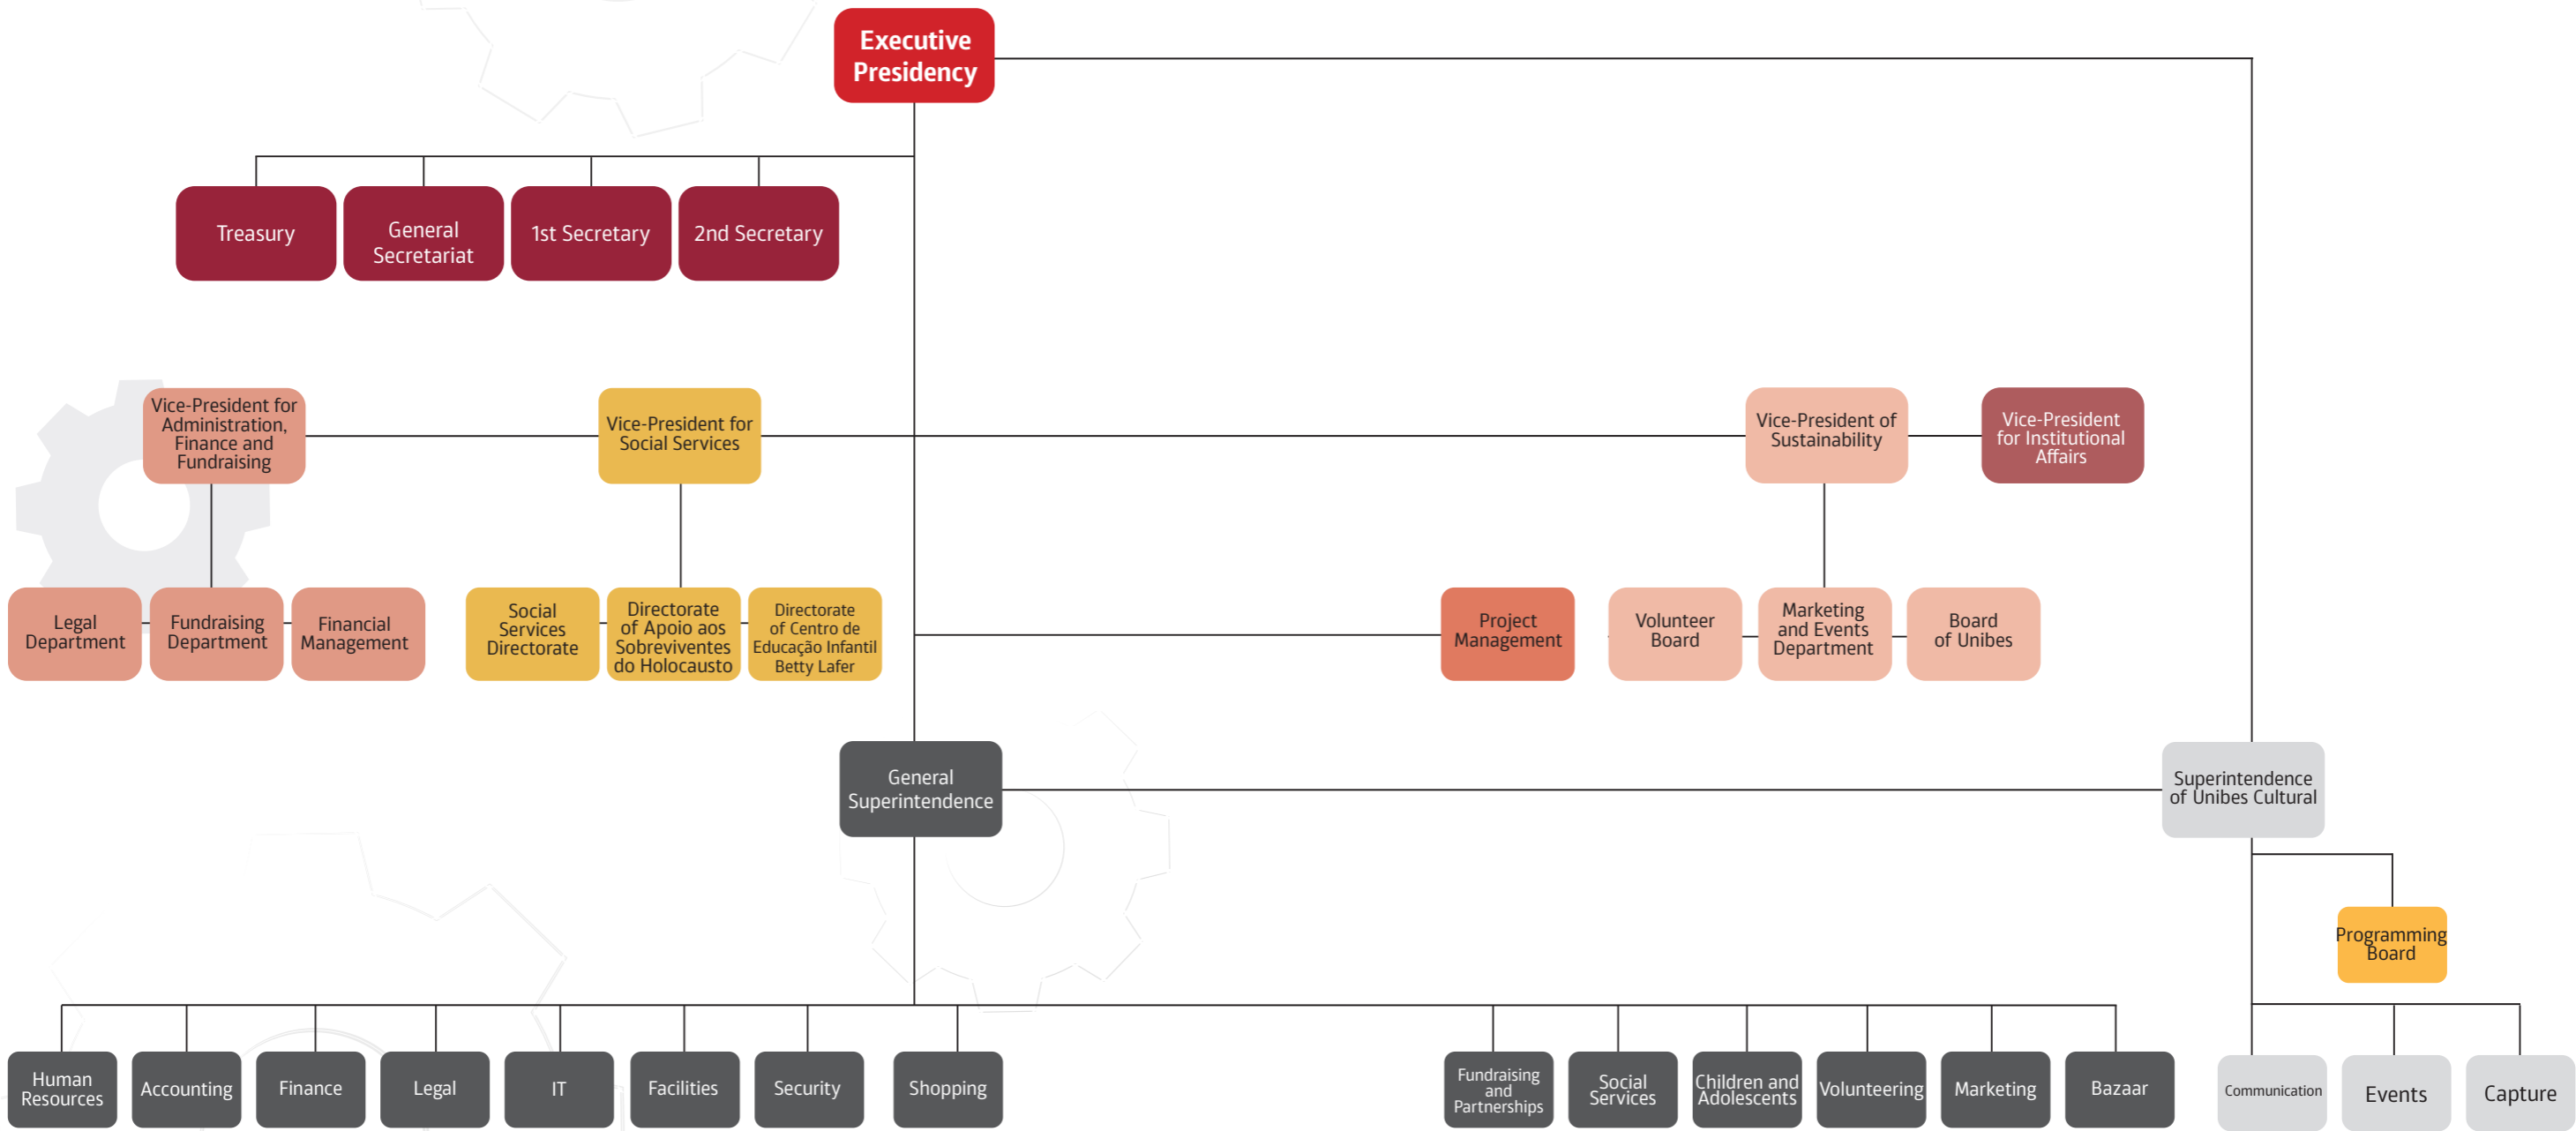 Executive
Presidency
Treasury
General
Secretariat
1st Secretary
2nd Secretary
Vice-President for
Administration,
Finance and
Fundraising
Vice-President for
Social Services
Vice-President of
Sustainability
Vice-President
for Institutional
Affairs
Legal
Department
Fundraising
Department
Financial
Management
Social
Services
Directorate
Directorate
of Apoio aos
Sobreviventes
do Holocausto
Directorate
of Centro de
Educação Infantil
Betty Lafer
Project
Management
Volunteer
Board
Marketing
and Events
Department
Board
of Unibes
General
Superintendence
Superintendence
of Unibes Cultural
Programming
Board
Human
Resources
Accounting
Finance
Legal
IT
Facilities
Security
Shopping
Fundraising
and
Partnerships
Social
Services
Children and
Adolescents
Volunteering
Marketing
Bazaar
Communication
Events
Capture